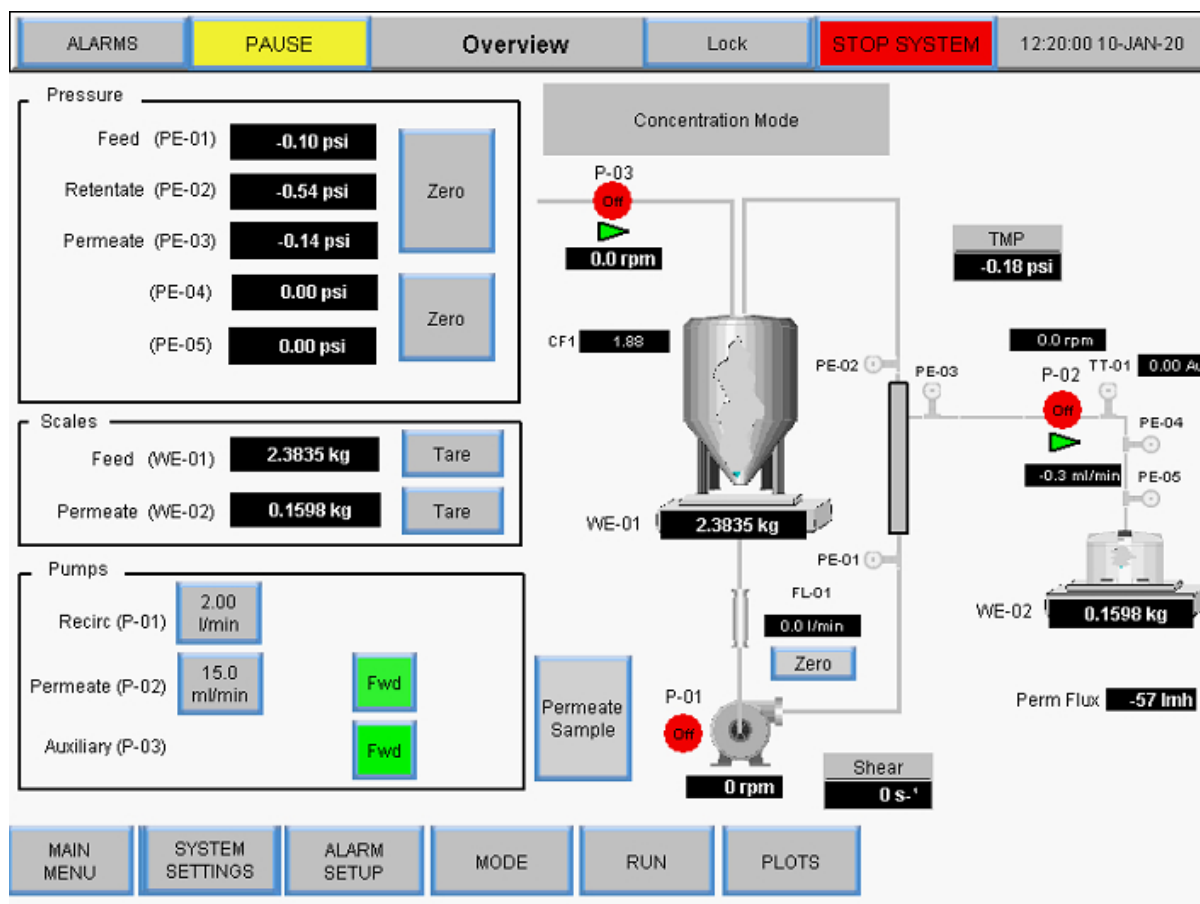 ALARMS PAUSE Overview Lock STOP SYSTEM 12:20:00 10-JAN-20
Pressure
Feed (PE-01) -0.10 psi
Zero
Retentate (PE-02) -0.54 psi
Permeate (PE-03) -0.14 psi
(PE-04) 0.00 psi
Zero
(PE-05) 0.00 psi
Scales
Feed (WE-01) 2.3835 kg Tare
Permeate (WE-02) 0.1598 kg Tare
Pumps
Recirc (P-01) 2.00
l/min
Permeate (P-02) 15.0
ml/min
Fwd
Auxiliary (P-03) Fwd
Permeate
Sample
Concentration Mode
P-03
Off
0.0 rpm
TMP
-0.18 psi
CF1 1.88
PE-02
PE-03
0.0 rpm
P-02
Off
TT-01 0.00 Au
PE-04
-0.3 ml/min
PE-05
WE-01 2.3835 kg
PE-01
FL-01
0.0 l/min
Zero
WE-02 0.1598 kg
P-01
Off
0 rpm
Perm Flux -57 lmh
Shear
0 s-¹
MAIN
MENU
SYSTEM
SETTINGS
ALARM
SETUP
MODE
RUN
PLOTS